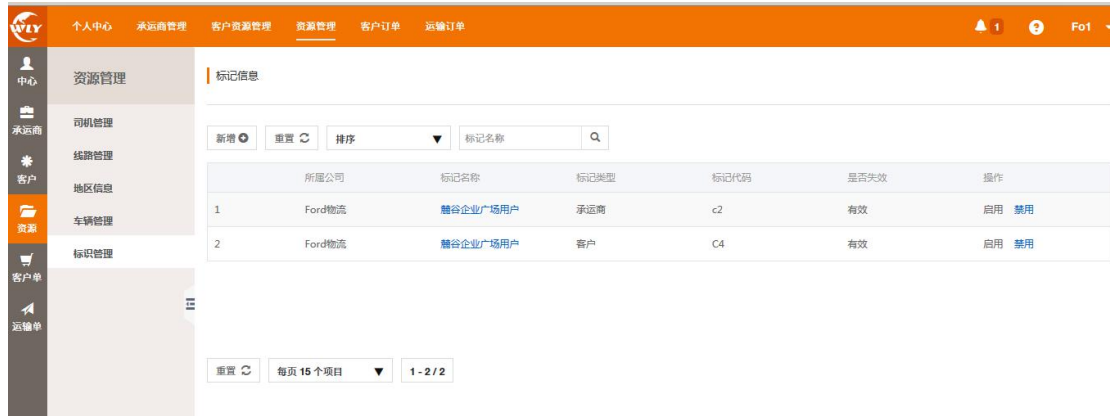 WLY 个人中心 承运商管理 客户资源管理 资源管理 客户订单 运输订单 1 Fo1
中心
承运商
客户
资源
客户单
运输单
资源管理
司机管理
线路管理
地区信息
车辆管理
标识管理
标记信息
新增 重置 排序 标记名称
所属公司 标记名称 标记类型 标记代码 是否失效 操作
1 Ford物流 麓谷企业广场用户 承运商 c2 有效 启用 禁用
2 Ford物流 麓谷企业广场用户 客户 C4 有效 启用 禁用
重置 每页 15 个项目 1 - 2 / 2